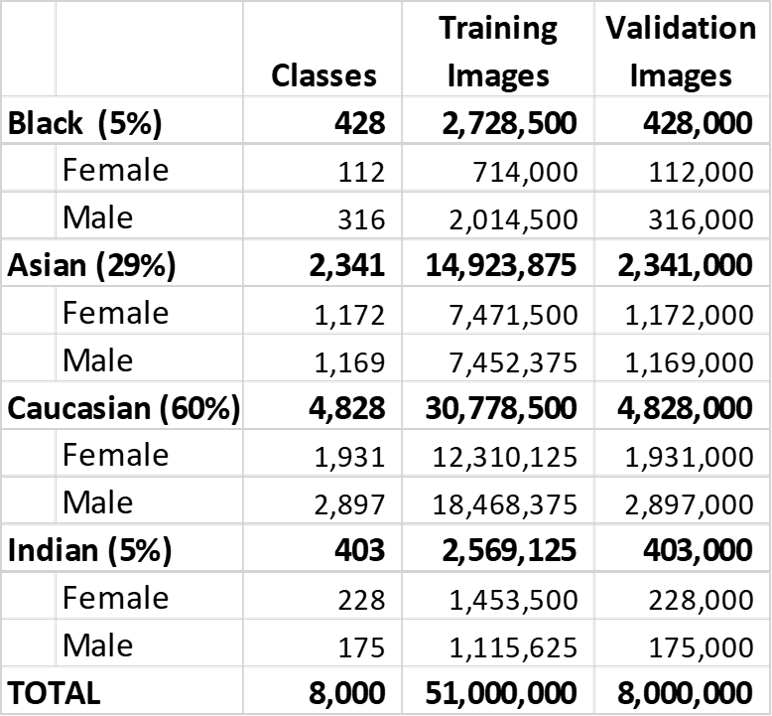 Classes Training Images Validation Images
Black (5%) 428 2,728,500 428,000
Female 112 714,000 112,000
Male 316 2,014,500 316,000
Asian (29%) 2,341 14,923,875 2,341,000
Female 1,172 7,471,500 1,172,000
Male 1,169 7,452,375 1,169,000
Caucasian (60%) 4,828 30,778,500 4,828,000
Female 1,931 12,310,125 1,931,000
Male 2,897 18,468,375 2,897,000
Indian (5%) 403 2,569,125 403,000
Female 228 1,453,500 228,000
Male 175 1,115,625 175,000
TOTAL 8,000 51,000,000 8,000,000